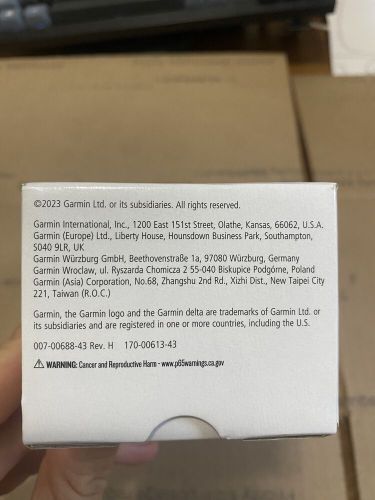 ©2023 Garmin Ltd. or its subsidiaries. All rights reserved.
Garmin International, Inc., 1200 East 151st Street, Olathe, Kansas, 66062, U.S.A.
Garmin (Europe) Ltd., Liberty House, Hounsdown Business Park, Southampton,
SO40 9LR, UK
Garmin Würzburg GmbH, Beethovenstraße 1a, 97080 Würzburg, Germany
Garmin Wroclaw, ul. Ryszarda Chomicza 2 55-040 Biskupice Podgórne, Poland
Garmin (Asia) Corporation, No.68, Zhangshu 2nd Rd., Xizhi Dist., New Taipei City
221, Taiwan (R.O.C.)
Garmin, the Garmin logo and the Garmin delta are trademarks of Garmin Ltd. or
its subsidiaries and are registered in one or more countries, including the U.S.
007-00688-43 Rev. H 170-00613-43
WARNING: Cancer and Reproductive Harm - www.p65warnings.ca.gov